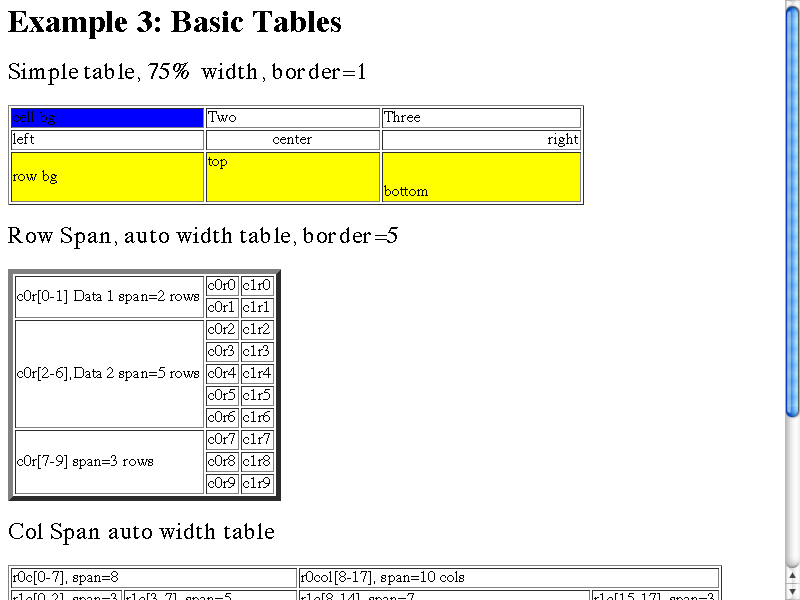 Example 3: Basic Tables
Simple table, 75% width, border=1
cell bg Two Three
left center right
row bg top bottom
Row Span, auto width table, border=5
c0r[0-1] Data 1 span=2 rows c0r0 c1r0
c0r1 c1r1
c0r[2-6],Data 2 span=5 rows c0r2 c1r2
c0r3 c1r3
c0r4 c1r4
c0r5 c1r5
c0r6 c1r6
c0r[7-9] span=3 rows c0r7 c1r7
c0r8 c1r8
c0r9 c1r9
Col Span auto width table
r0c[0-7], span=8 r0col[8-17], span=10 cols
r1c[0-2], span=3 r1c[3-7], span=5 r1c[8-14], span=7 r1c[15-17], span=3